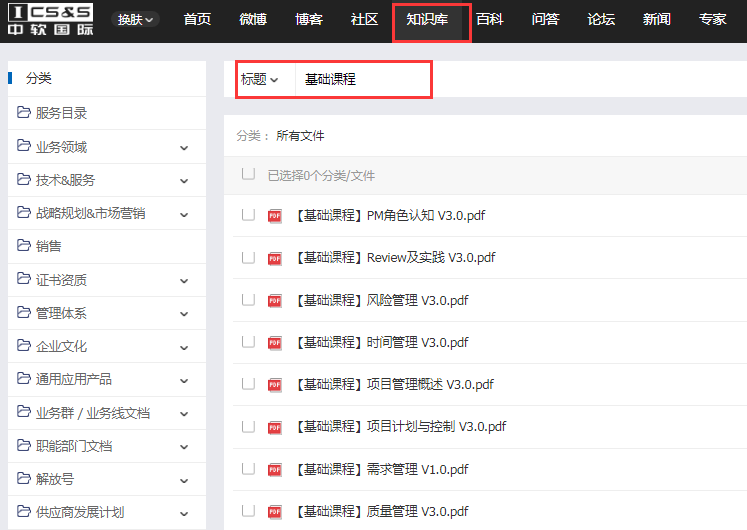 ICS&S
中软国际
换肤 首页 微博 博客 社区 知识库 百科 问答 论坛 新闻 专家
分类
服务目录
业务领域
技术&服务
战略规划&市场营销
销售
证书资质
管理体系
企业文化
通用应用产品
业务群 / 业务线文档
职能部门文档
解放号
供应商发展计划
标题 基础课程
分类： 所有文件
已选择0个分类/文件
【基础课程】PM角色认知 V3.0.pdf
【基础课程】Review及实践 V3.0.pdf
【基础课程】风险管理 V3.0.pdf
【基础课程】时间管理 V3.0.pdf
【基础课程】项目管理概述 V3.0.pdf
【基础课程】项目计划与控制 V3.0.pdf
【基础课程】需求管理 V1.0.pdf
【基础课程】质量管理 V3.0.pdf